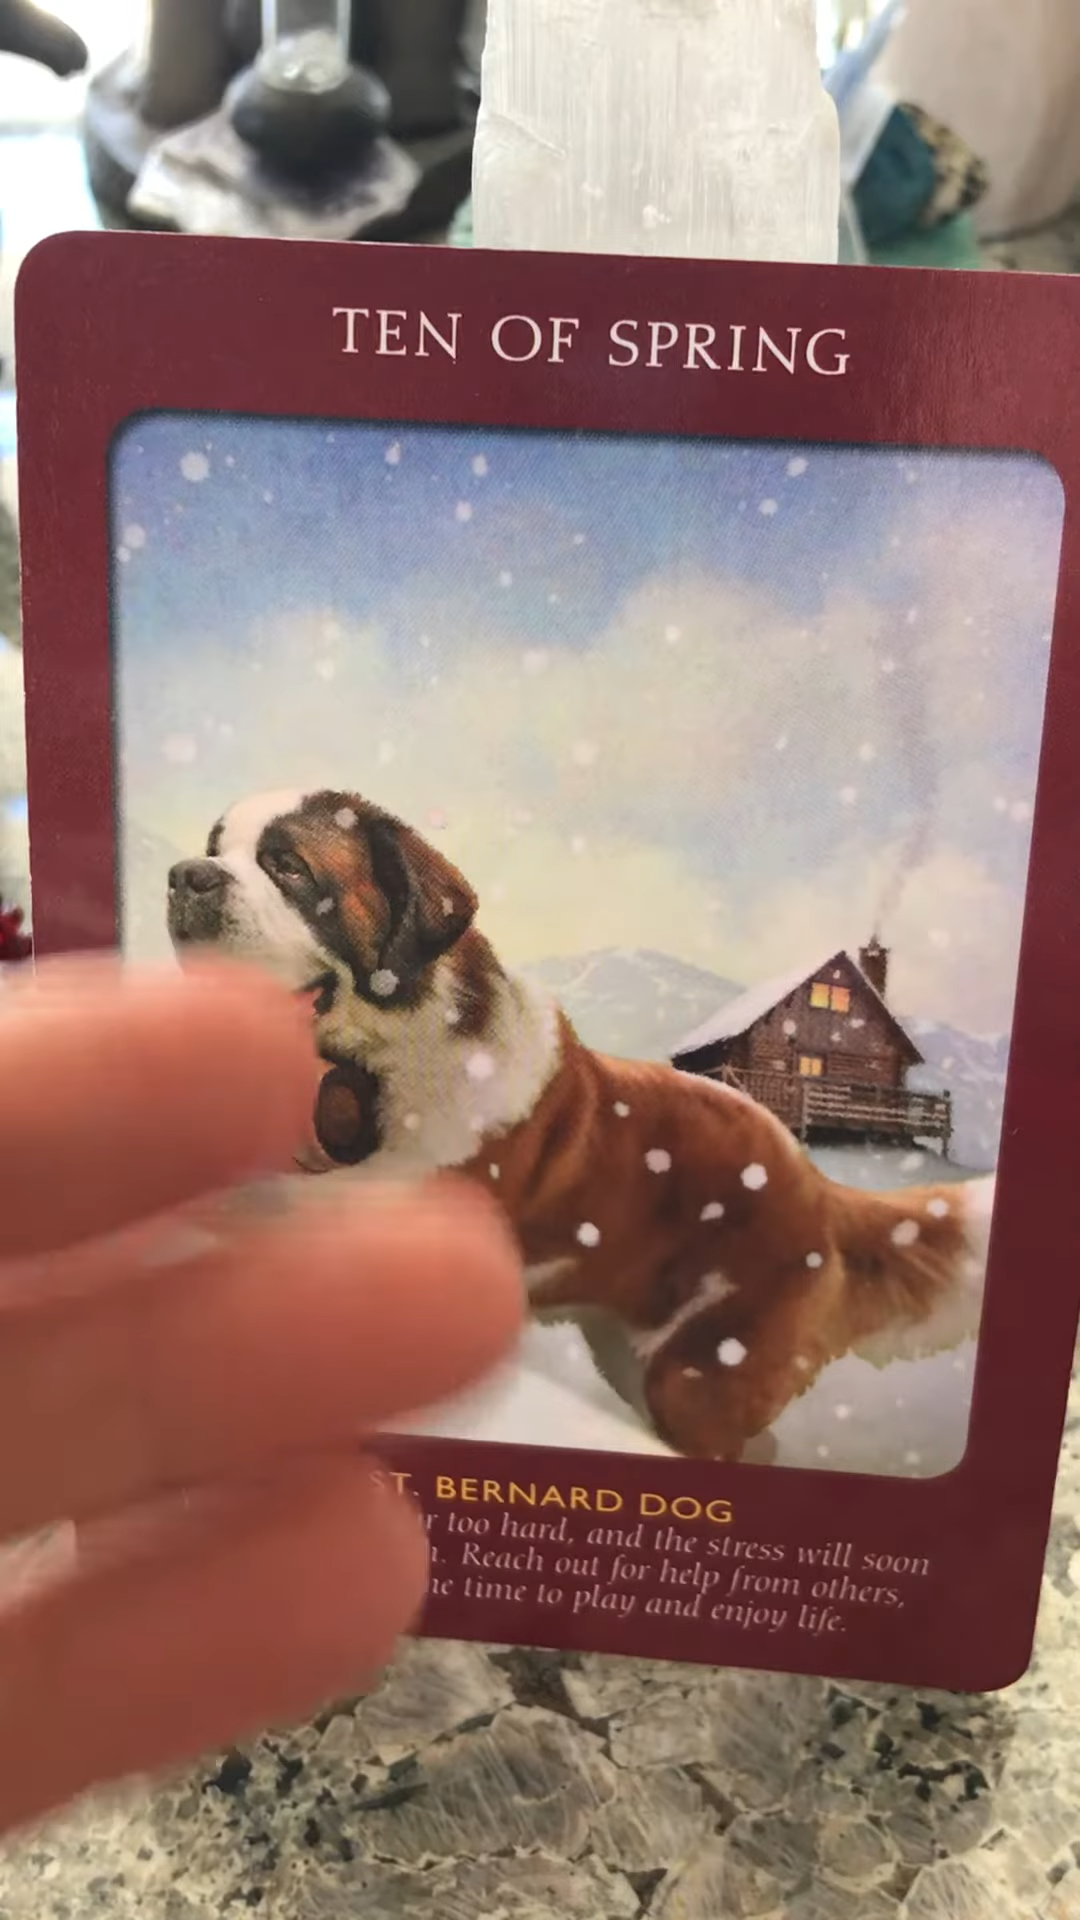 TEN OF SPRING
ST. BERNARD DOG
too hard, and the stress will soon
Reach out for help from others,
time to play and enjoy life.